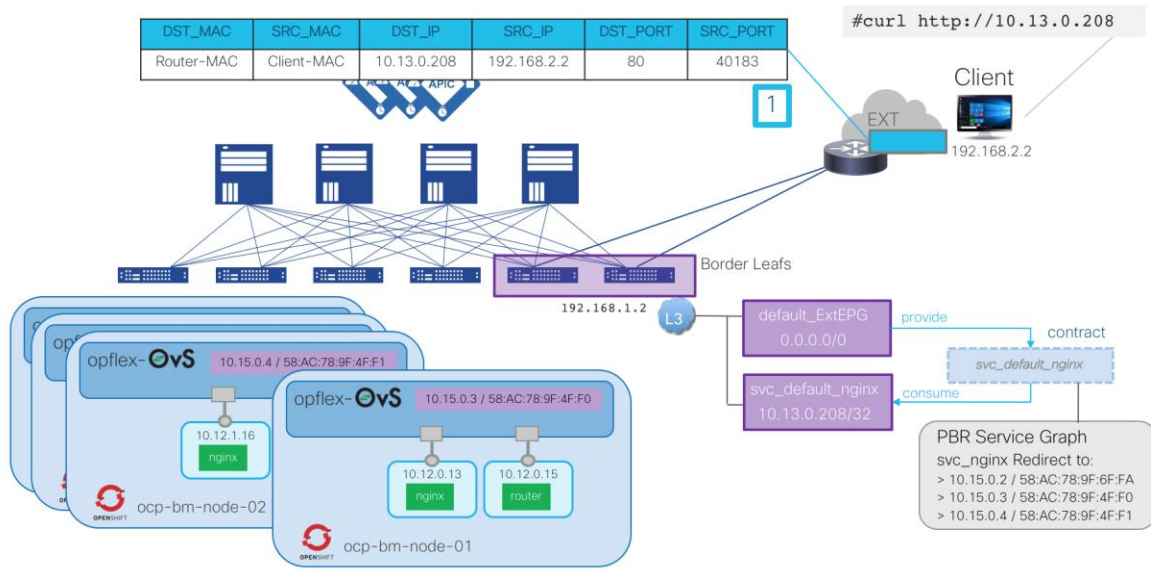 #curl http://10.13.0.208
DST_MAC SRC_MAC DST_IP SRC_IP DST_PORT SRC_PORT
Router-MAC Client-MAC 10.13.0.208 192.168.2.2 80 40183
APIC
1
Client
EXT
192.168.2.2
Border Leafs
192.168.1.2
L3
default_ExtEPG
0.0.0.0/0
provide
contract
svc_default_nginx
svc_default_nginx
10.13.0.208/32
consume
PBR Service Graph
svc_nginx Redirect to:
> 10.15.0.2 / 58:AC:78:9F:6F:FA
> 10.15.0.3 / 58:AC:78:9F:4F:F0
> 10.15.0.4 / 58:AC:78:9F:4F:F1
opflex-OvS 10.15.0.4 / 58:AC:78:9F:4F:F1
10.12.1.16
nginx
OPENSHIFT
ocp-bm-node-02
opflex-OvS 10.15.0.3 / 58:AC:78:9F:4F:F0
10.12.0.13 10.12.0.15
nginx router
OPENSHIFT
ocp-bm-node-01